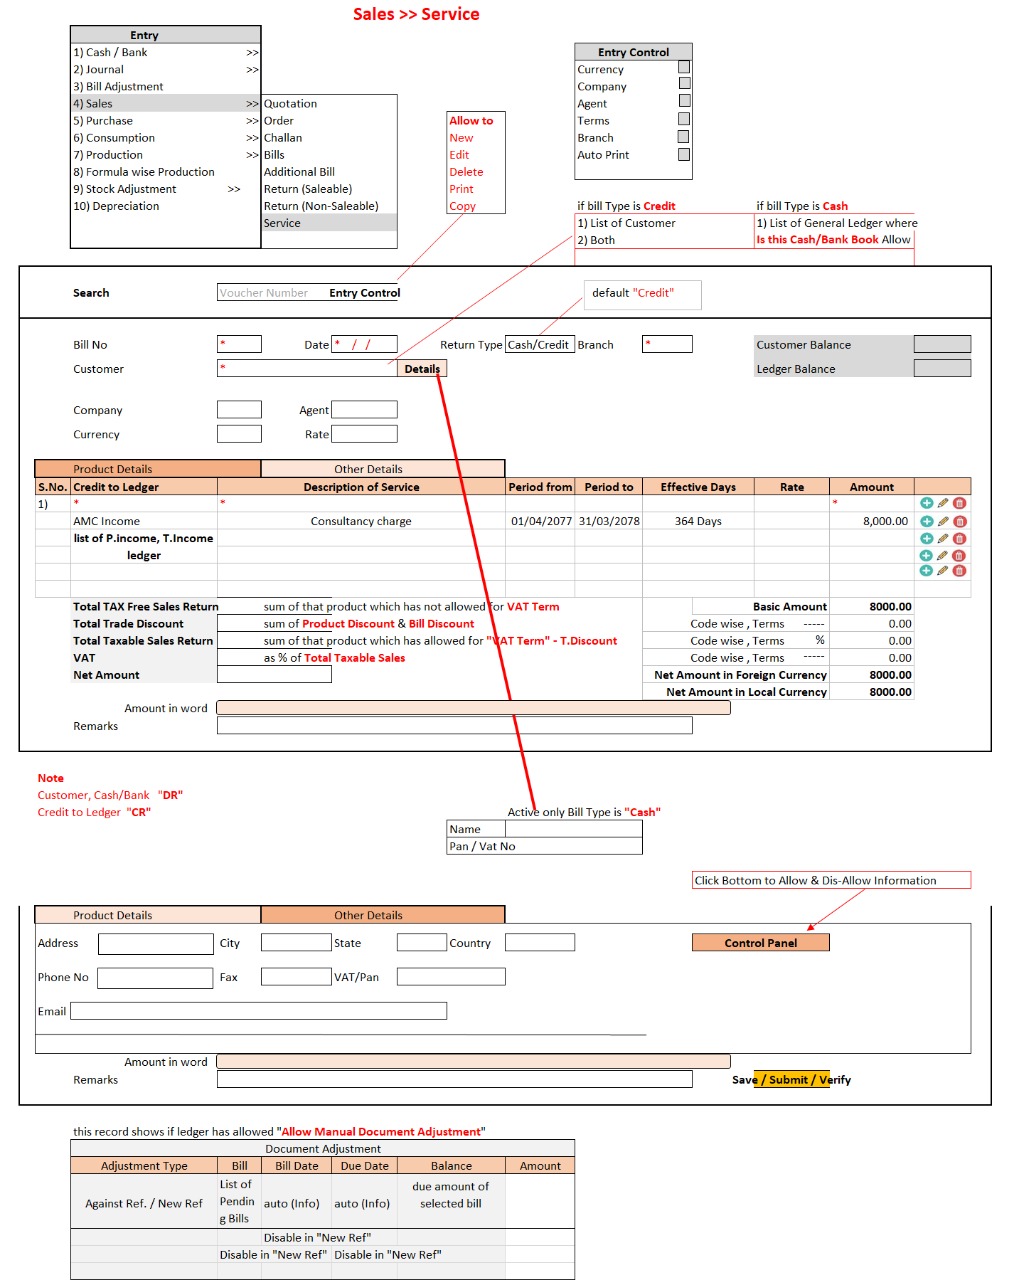 Sales >> Service
Entry
1) Cash / Bank >>
2) Journal >>
3) Bill Adjustment
4) Sales >> Quotation
5) Purchase >> Order
6) Consumption >> Challan
7) Production >> Bills
8) Formula wise Production Additional Bill
9) Stock Adjustment >> Return (Saleable)
10) Depreciation Return (Non-Saleable)
Service
Allow to
New
Edit
Delete
Print
Copy
Entry Control
Currency
Company
Agent
Terms
Branch
Auto Print
if bill Type is Credit if bill Type is Cash
1) List of Customer 1) List of General Ledger where
2) Both Is this Cash/Bank Book Allow
Search Voucher Number Entry Control default "Credit"
Bill No * Date * / / Return Type Cash/Credit Branch * Customer Balance
Customer * Details Ledger Balance
Company Agent
Currency Rate
Product Details Other Details
S.No. Credit to Ledger Description of Service Period from Period to Effective Days Rate Amount
1) * * *
AMC Income Consultancy charge 01/04/2077 31/03/2078 364 Days 8,000.00
list of P.income, T.Income
ledger
Total TAX Free Sales Return sum of that product which has not allowed for VAT Term Basic Amount 8000.00
Total Trade Discount sum of Product Discount & Bill Discount Code wise , Terms ----- 0.00
Total Taxable Sales Return sum of that product which has allowed for "VAT Term" - T.Discount Code wise , Terms % 0.00
VAT as % of Total Taxable Sales Code wise , Terms ----- 0.00
Net Amount Net Amount in Foreign Currency 8000.00
Net Amount in Local Currency 8000.00
Amount in word
Remarks
Note
Customer, Cash/Bank "DR"
Credit to Ledger "CR"
Active only Bill Type is "Cash"
Name
Pan / Vat No
Click Bottom to Allow & Dis-Allow Information
Product Details Other Details
Address City State Country Control Panel
Phone No Fax VAT/Pan
Email
Amount in word
Remarks Save / Submit / Verify
this record shows if ledger has allowed "Allow Manual Document Adjustment"
Document Adjustment
Adjustment Type Bill Bill Date Due Date Balance Amount
Against Ref. / New Ref List of Pendin g Bills auto (Info) auto (Info) due amount of selected bill
Disable in "New Ref"
Disable in "New Ref" Disable in "New Ref"